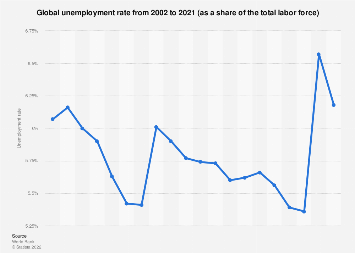 Global unemployment rate from 2002 to 2021 (as a share of the total labor force)
6.75%
6.5%
6.25%
6%
5.75%
5.5%
5.25%
Unemployment rate
Source
World Bank
© Statista 2022